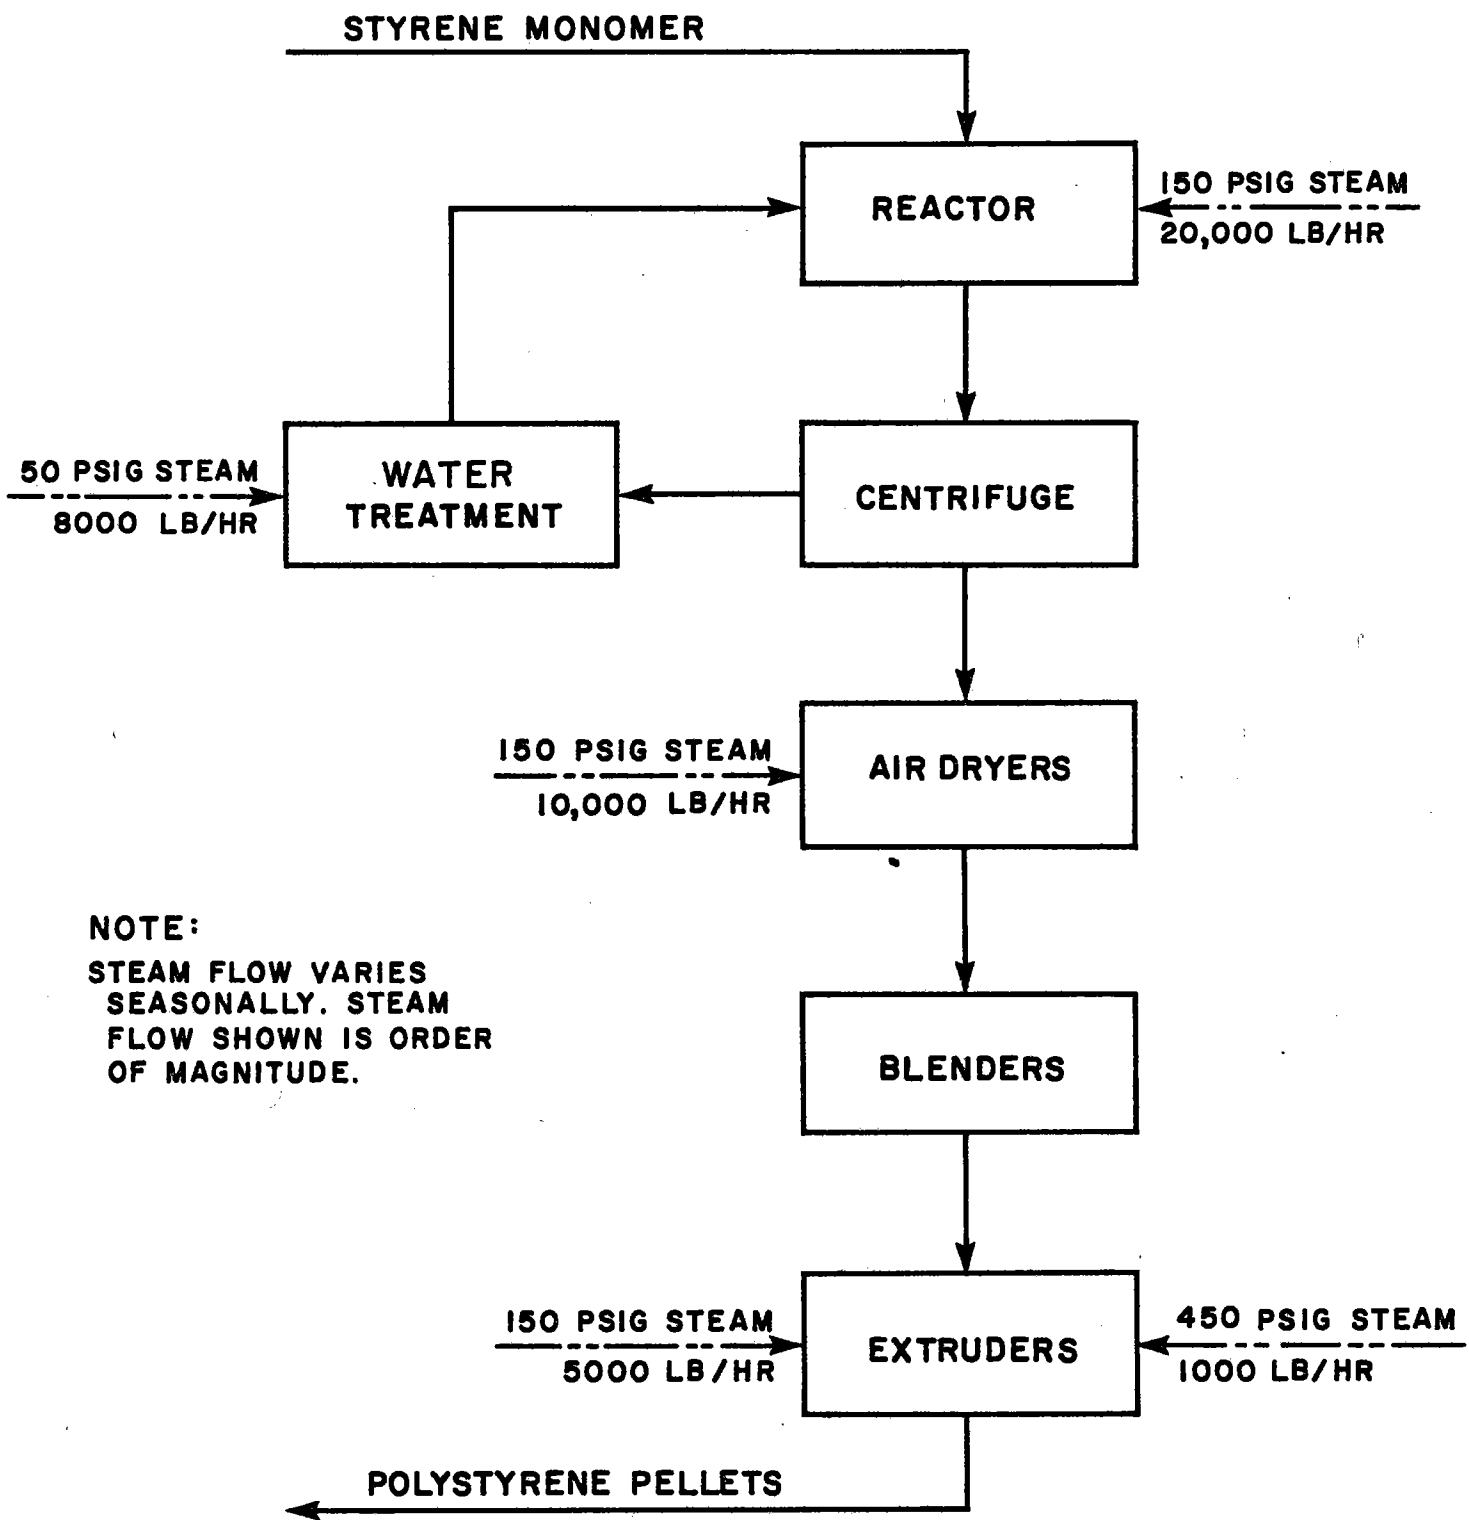 STYRENE MONOMER
REACTOR
150 PSIG STEAM
20,000 LB/HR
50 PSIG STEAM
8000 LB/HR
WATER
TREATMENT
CENTRIFUGE
150 PSIG STEAM
10,000 LB/HR
AIR DRYERS
NOTE:
STEAM FLOW VARIES
SEASONALLY. STEAM
FLOW SHOWN IS ORDER
OF MAGNITUDE.
BLENDERS
150 PSIG STEAM
5000 LB/HR
EXTRUDERS
450 PSIG STEAM
1000 LB/HR
POLYSTYRENE PELLETS